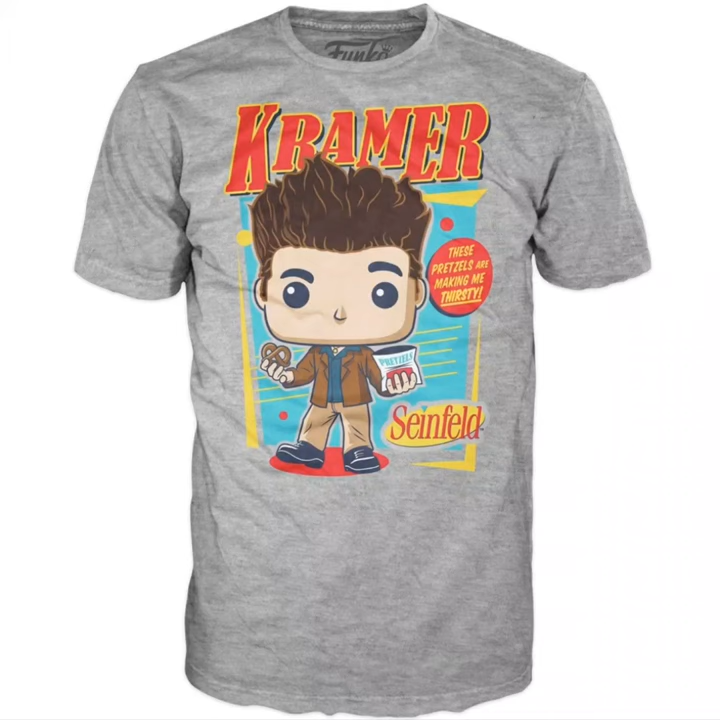 Funko
KRAMER
THESE
PRETZELS ARE
MAKING ME
THIRSTY!
PRETZELS
Seinfeld